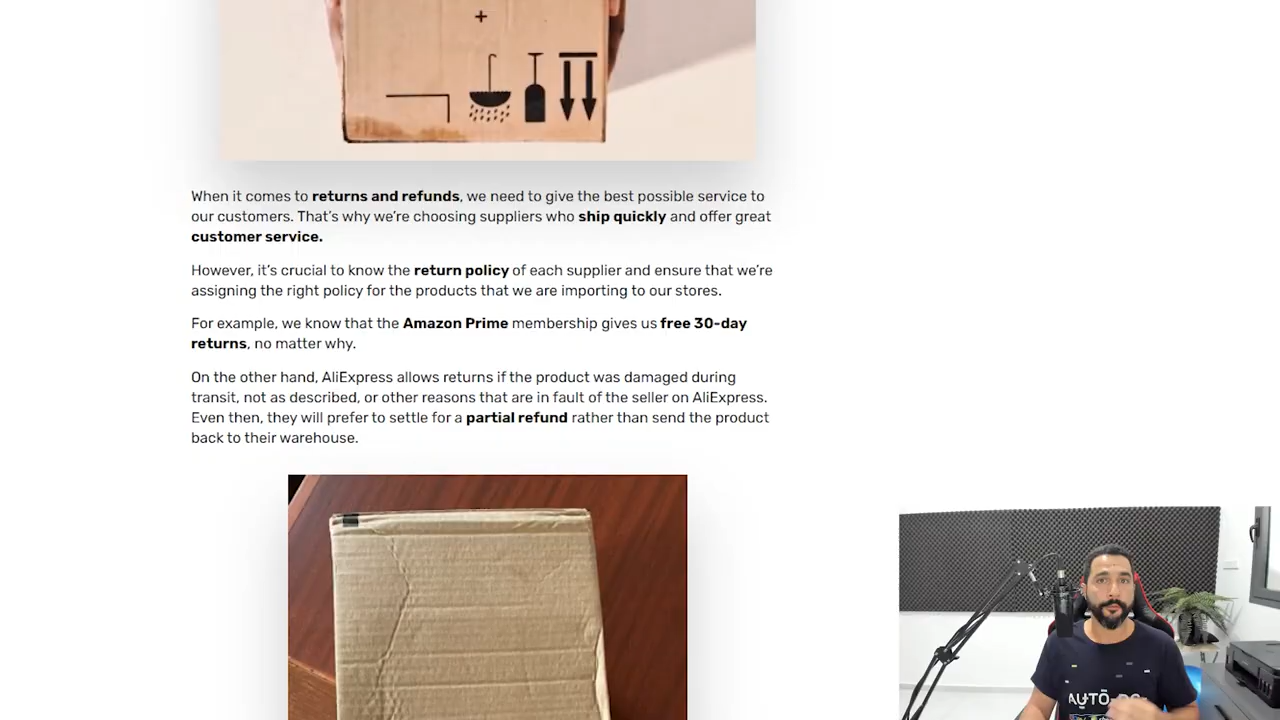 When it comes to returns and refunds, we need to give the best possible service to
our customers. That's why we're choosing suppliers who ship quickly and offer great
customer service.
However, it's crucial to know the return policy of each supplier and ensure that we're
assigning the right policy for the products that we are importing to our stores.
For example, we know that the Amazon Prime membership gives us free 30-day
returns, no matter why.
On the other hand, AliExpress allows returns if the product was damaged during
transit, not as described, or other reasons that are in fault of the seller on AliExpress.
Even then, they will prefer to settle for a partial refund rather than send the product
back to their warehouse.